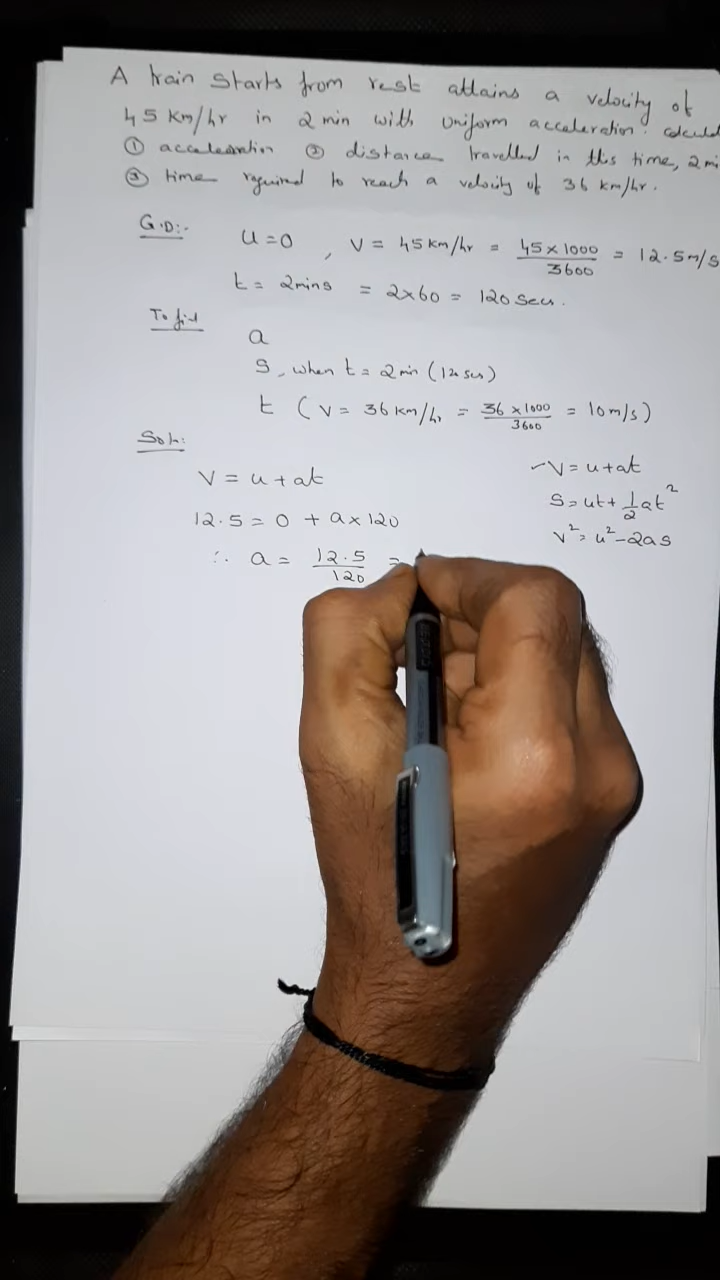 A train starts from rest attains a velocity of
45 Km/hr in 2 min with uniform acceleration.
① acceleration ② distance travelled in this time, 2 mi
③ time required to reach a velocity of 36 km/hr.
G.D:- u=0 , V = 45 km/hr = 45 x 1000 / 3600 = 12.5 m/s
t = 2mins = 2x60 = 120 Secs.
To find a
S, when t = 2 min (120 secs)
t ( V = 36 km/hr = 36 x 1000 / 3600 = 10 m/s )
Soln:
V = u + at
12.5 = 0 + a x 120
∴ a = 12.5 / 120 =
V = u + at
S = ut + 1/2 at²
V² = u² - 2as